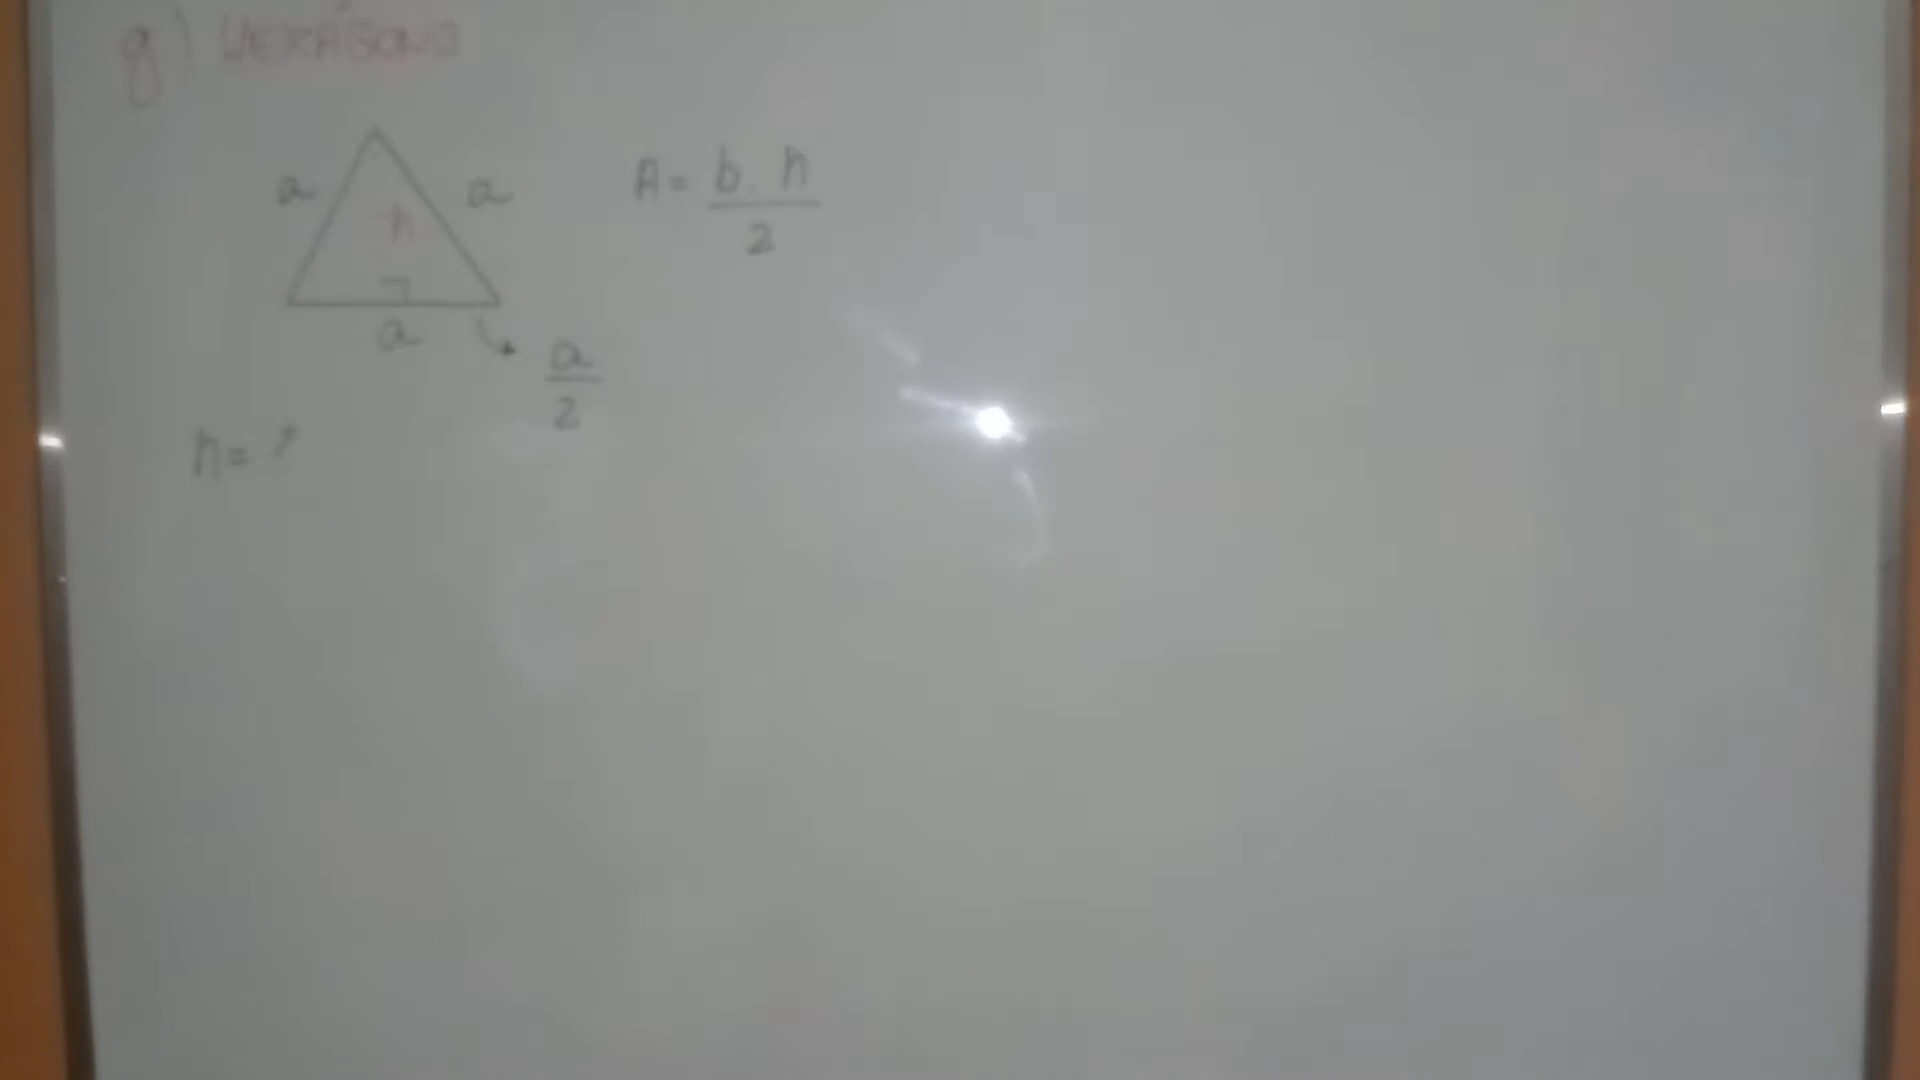 g) HEXÁGONO
a
a
h
a
a/2
A = b . h / 2
h = ?